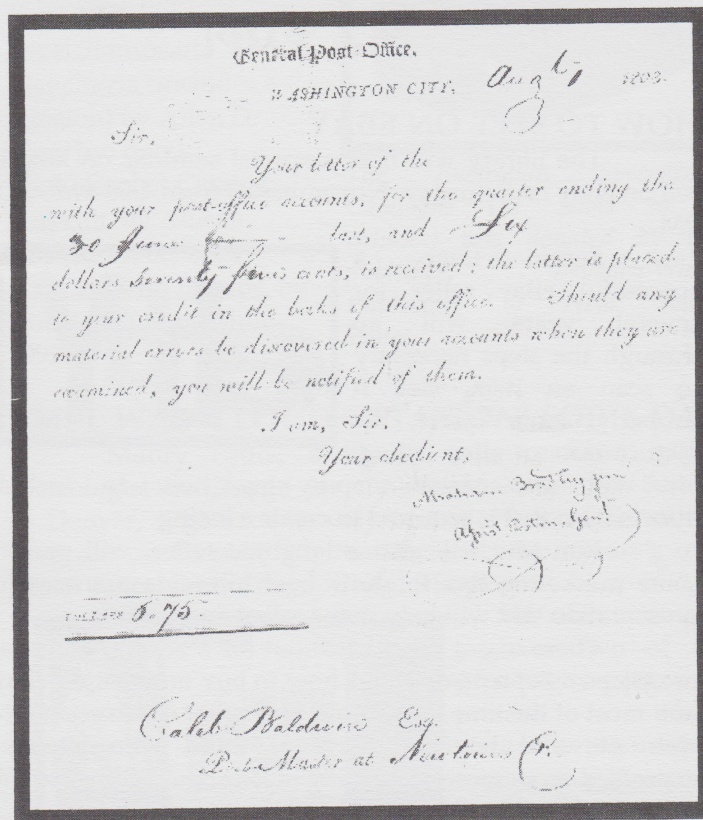 General Post-Office.
WASHINGTON CITY, Aug 1803.
Sir.
Your letter of the
with your post-office accounts, for the quarter ending the
30 June last, and Six
dollars Seventy five cents, is received; the latter is placed
to your credit in the books of this office. Should any
material errors be discovered in your accounts when they are
examined, you will be notified of them.
I am, Sir.
Your obedient,
Abraham Bradley jun
Assist Postm. Genl
DOLLARS 6.75.
Caleb Baldwin Esq.
Post Master at Newtown C.